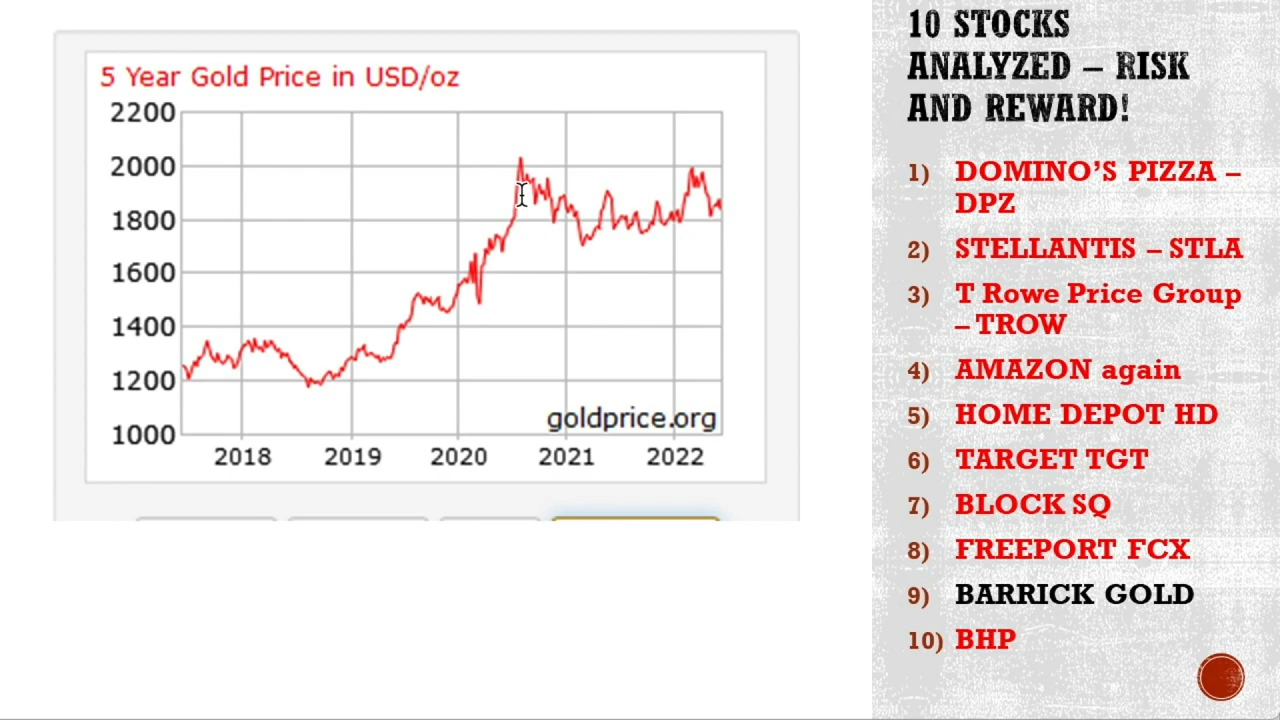 5 Year Gold Price in USD/oz
2200
2000
1800
1600
1400
1200
1000
goldprice.org
2018 2019 2020 2021 2022
10 STOCKS
ANALYZED – RISK
AND REWARD!
1) DOMINO’S PIZZA –
DPZ
2) STELLANTIS – STLA
3) T Rowe Price Group
– TROW
4) AMAZON again
5) HOME DEPOT HD
6) TARGET TGT
7) BLOCK SQ
8) FREEPORT FCX
9) BARRICK GOLD
10) BHP